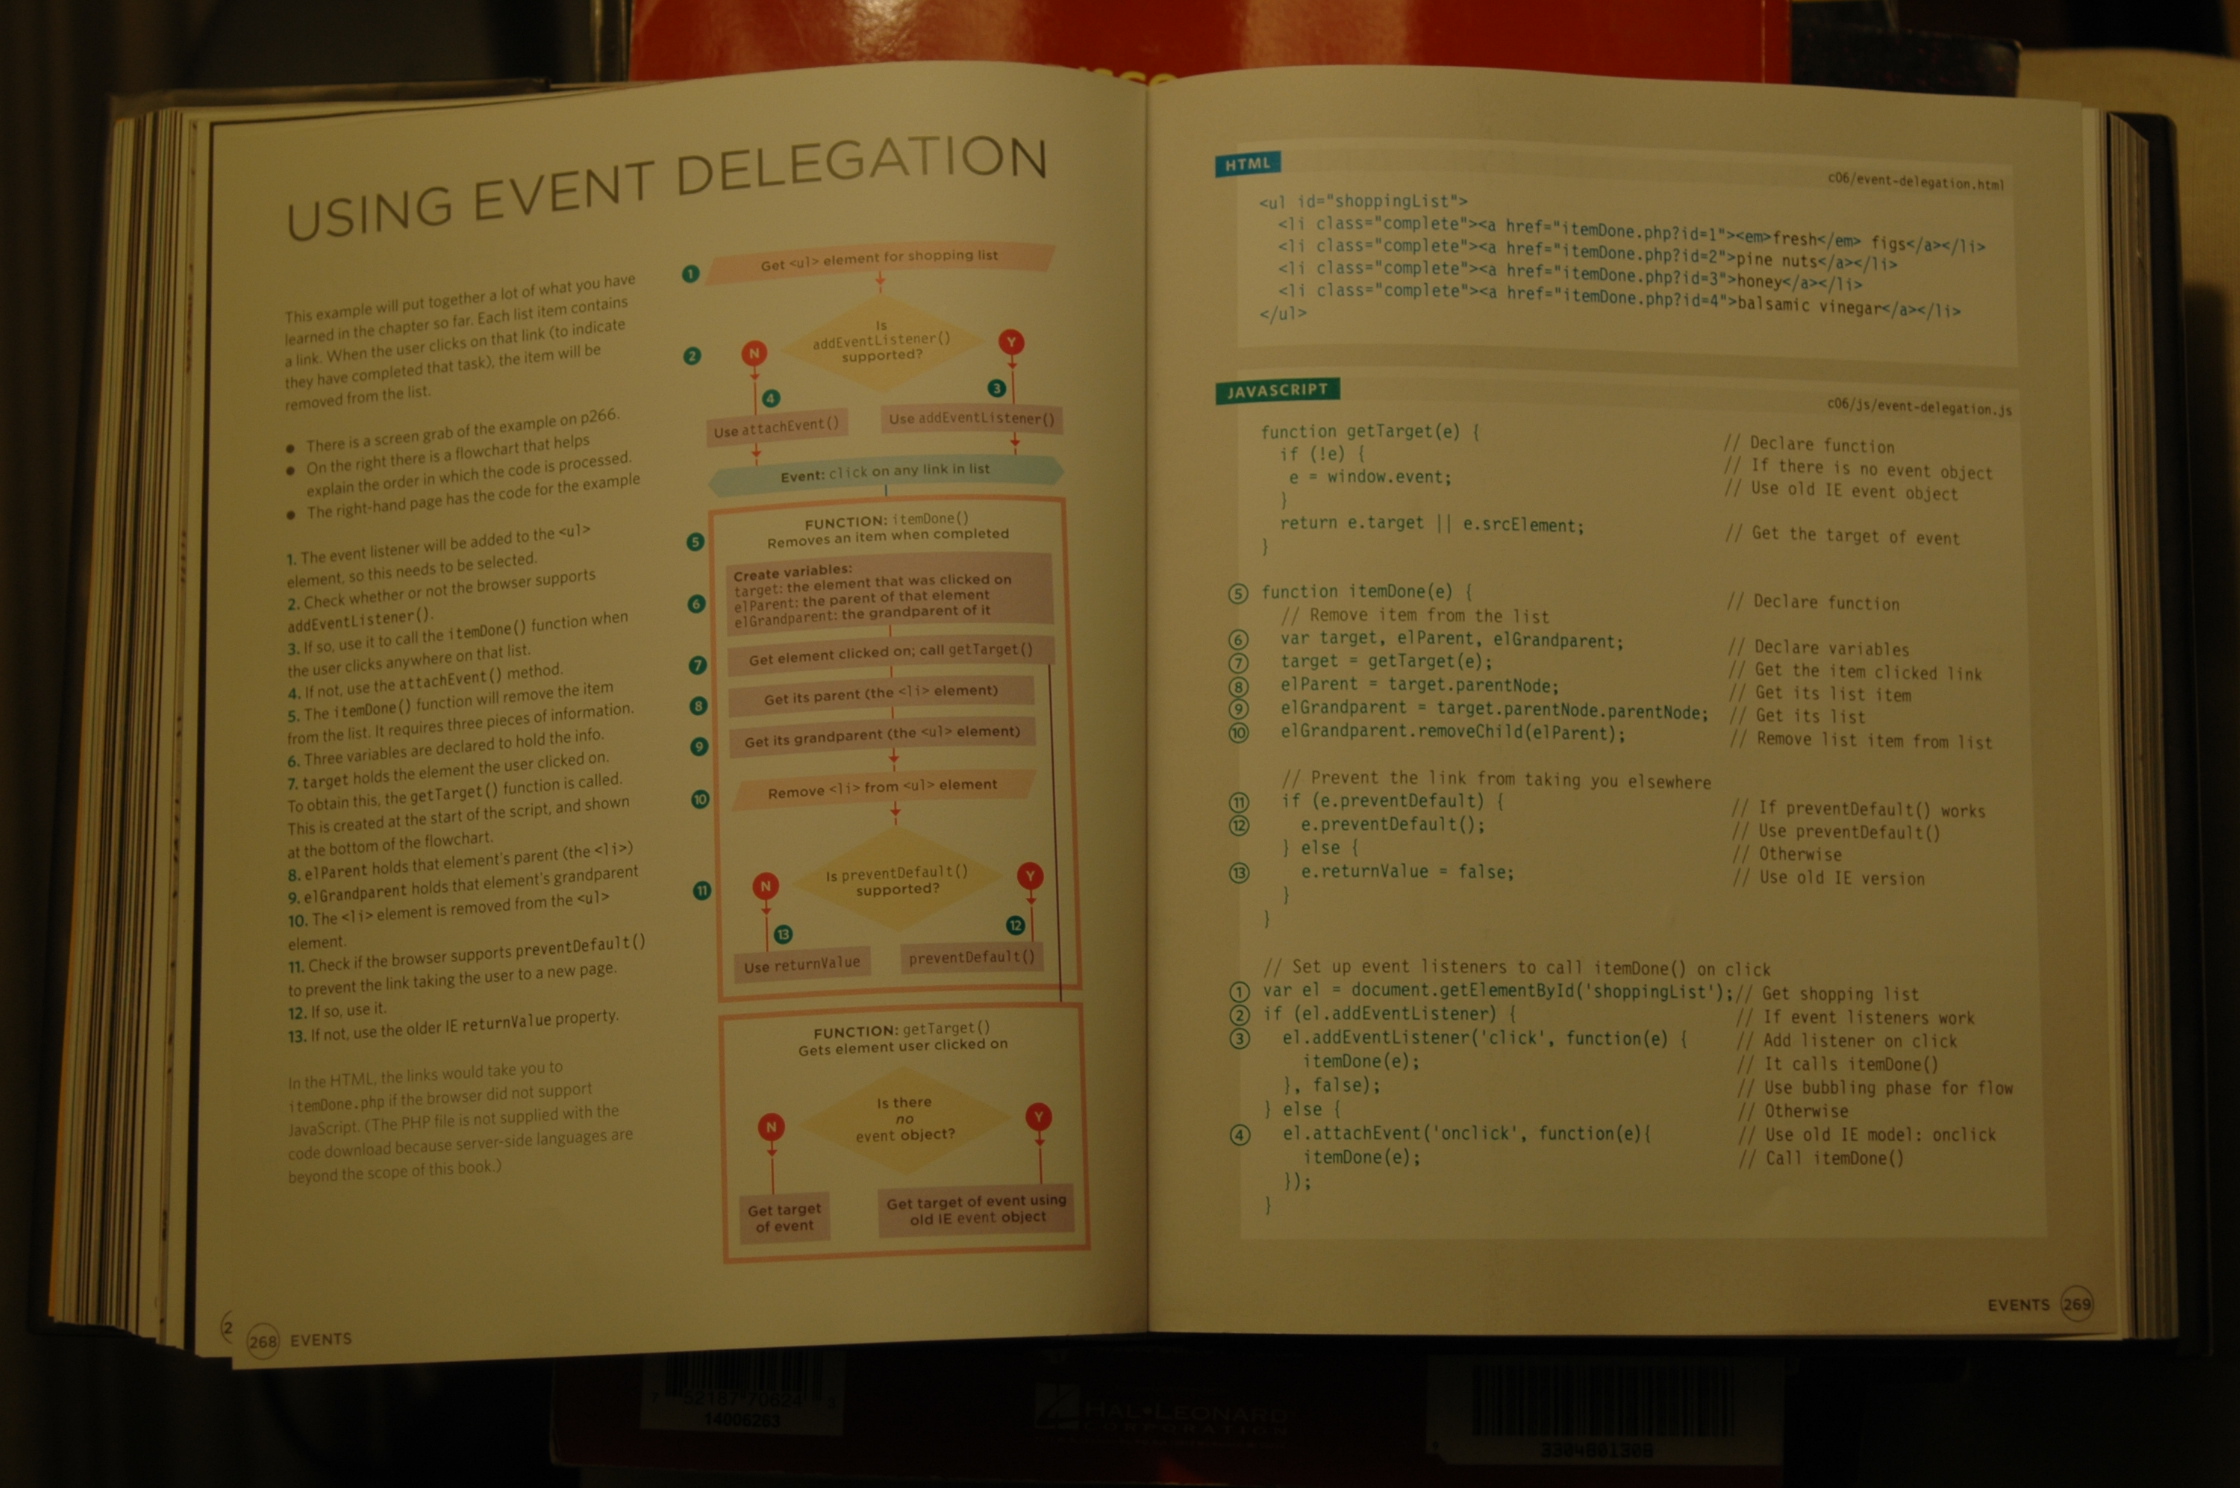 USING EVENT DELEGATION
This example will put together a lot of what you have
learned in the chapter so far. Each list item contains
a link. When the user clicks on that link (to indicate
they have completed that task), the item will be
removed from the list.
● There is a screen grab of the example on p266.
● On the right there is a flowchart that helps
explain the order in which the code is processed.
● The right-hand page has the code for the example
1. The event listener will be added to the <ul>
element, so this needs to be selected.
2. Check whether or not the browser supports
addEventListener().
3. If so, use it to call the itemDone() function when
the user clicks anywhere on that list.
4. If not, use the attachEvent() method.
5. The itemDone() function will remove the item
from the list. It requires three pieces of information.
6. Three variables are declared to hold the info.
7. target holds the element the user clicked on.
To obtain this, the getTarget() function is called.
This is created at the start of the script, and shown
at the bottom of the flowchart.
8. elParent holds that element's parent (the <li>)
9. elGrandparent holds that element's grandparent
10. The <li> element is removed from the <ul>
element.
11. Check if the browser supports preventDefault()
to prevent the link taking the user to a new page.
12. If so, use it.
13. If not, use the older IE returnValue property.
In the HTML, the links would take you to
itemDone.php if the browser did not support
JavaScript. (The PHP file is not supplied with the
code download because server-side languages are
beyond the scope of this book.)
1 Get <ul> element for shopping list
2 Is
addEventListener()
supported?
N Y
4 3
Use attachEvent() Use addEventListener()
Event: click on any link in list
5 FUNCTION: itemDone()
Removes an item when completed
6 Create variables:
target: the element that was clicked on
elParent: the parent of that element
elGrandparent: the grandparent of it
7 Get element clicked on; call getTarget()
8 Get its parent (the <li> element)
9 Get its grandparent (the <ul> element)
10 Remove <li> from <ul> element
11 Is preventDefault()
supported?
N Y
13 12
Use returnValue preventDefault()
FUNCTION: getTarget()
Gets element user clicked on
Is there
no
event object?
N Y
Get target
of event
Get target of event using
old IE event object
2 268 EVENTS
HTML c06/event-delegation.html
<ul id="shoppingList">
<li class="complete"><a href="itemDone.php?id=1"><em>fresh</em> figs</a></li>
<li class="complete"><a href="itemDone.php?id=2">pine nuts</a></li>
<li class="complete"><a href="itemDone.php?id=3">honey</a></li>
<li class="complete"><a href="itemDone.php?id=4">balsamic vinegar</a></li>
</ul>
JAVASCRIPT c06/js/event-delegation.js
function getTarget(e) { // Declare function
if (!e) { // If there is no event object
e = window.event; // Use old IE event object
}
return e.target || e.srcElement; // Get the target of event
}
5 function itemDone(e) { // Declare function
// Remove item from the list
6 var target, elParent, elGrandparent; // Declare variables
7 target = getTarget(e); // Get the item clicked link
8 elParent = target.parentNode; // Get its list item
9 elGrandparent = target.parentNode.parentNode; // Get its list
10 elGrandparent.removeChild(elParent); // Remove list item from list
// Prevent the link from taking you elsewhere
11 if (e.preventDefault) { // If preventDefault() works
12 e.preventDefault(); // Use preventDefault()
} else { // Otherwise
13 e.returnValue = false; // Use old IE version
}
}
// Set up event listeners to call itemDone() on click
1 var el = document.getElementById('shoppingList');// Get shopping list
2 if (el.addEventListener) { // If event listeners work
3 el.addEventListener('click', function(e) { // Add listener on click
itemDone(e); // It calls itemDone()
}, false); // Use bubbling phase for flow
} else { // Otherwise
4 el.attachEvent('onclick', function(e){ // Use old IE model: onclick
itemDone(e); // Call itemDone()
});
}
EVENTS 269
HAL·LEONARD
CORPORATION
14006263